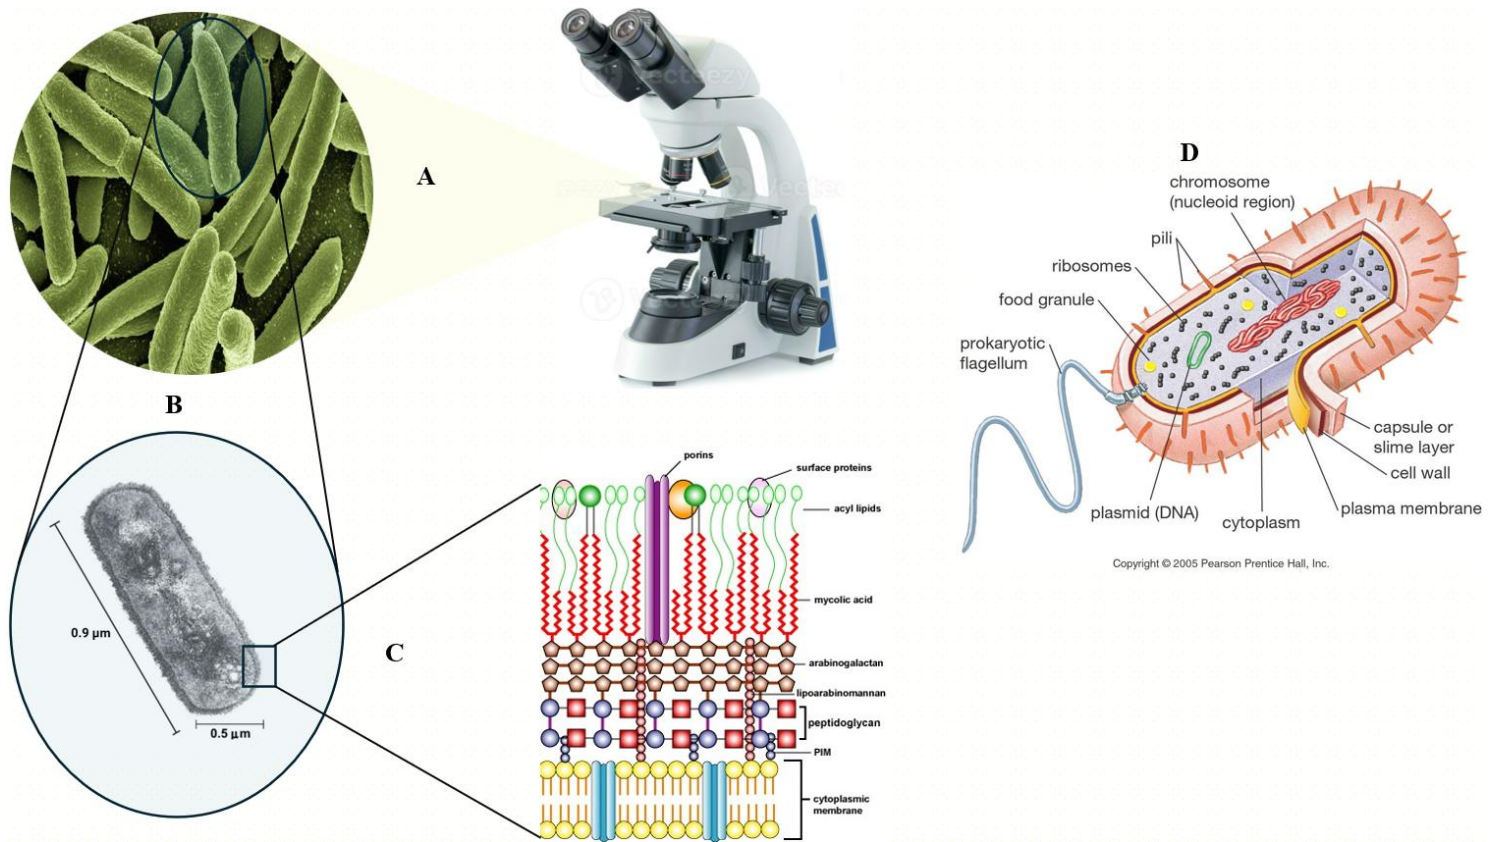 A
B
0.9 µm
0.5 µm
C
porins
surface proteins
acyl lipids
mycolic acid
arabinogalactan
lipoarabinomannan
peptidoglycan
PIM
cytoplasmic
membrane
D
chromosome
(nucleoid region)
pili
ribosomes
food granule
prokaryotic
flagellum
capsule or
slime layer
cell wall
plasma membrane
cytoplasm
plasmid (DNA)
Copyright © 2005 Pearson Prentice Hall, Inc.